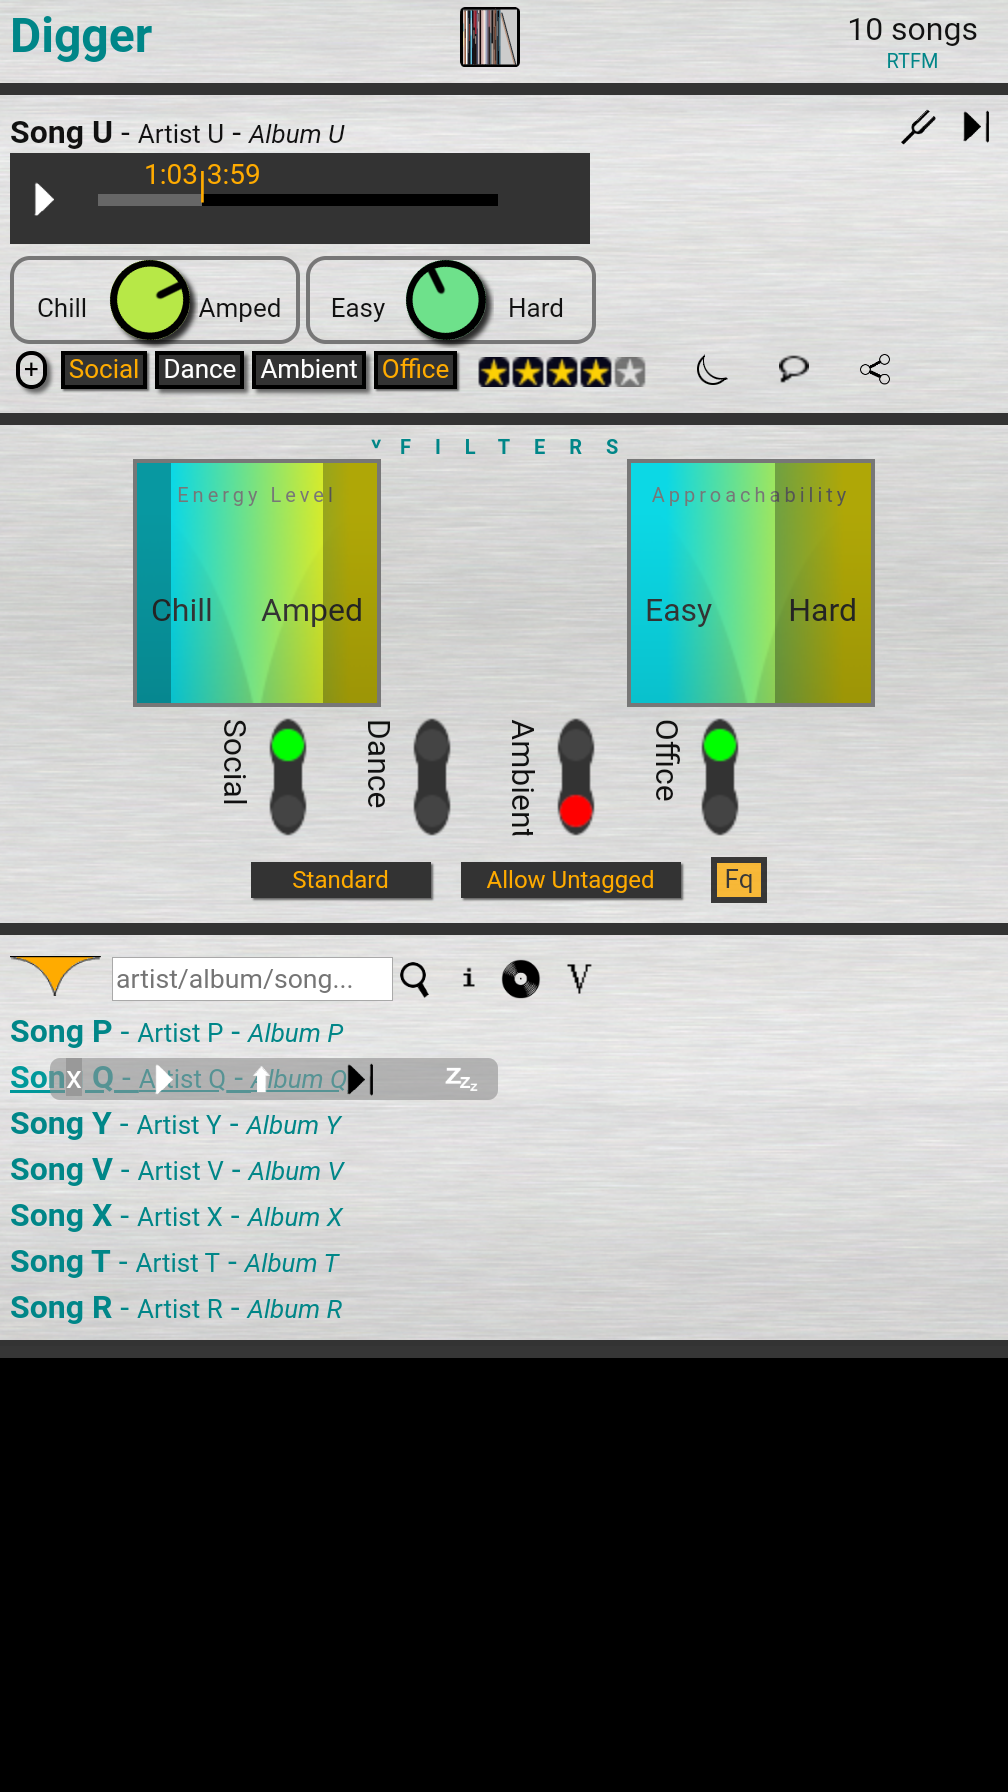 Digger
10 songs
RTFM
Song U - Artist U - Album U
1:03 3:59
Chill Amped Easy Hard
+ Social Dance Ambient Office
v FILTERS
Energy Level Approachability
Chill Amped Easy Hard
Social Dance Ambient Office
Standard Allow Untagged Fq
artist/album/song... i V
Song P - Artist P - Album P
Song Q - Artist Q - Album Q
x zzz
Song Y - Artist Y - Album Y
Song V - Artist V - Album V
Song X - Artist X - Album X
Song T - Artist T - Album T
Song R - Artist R - Album R